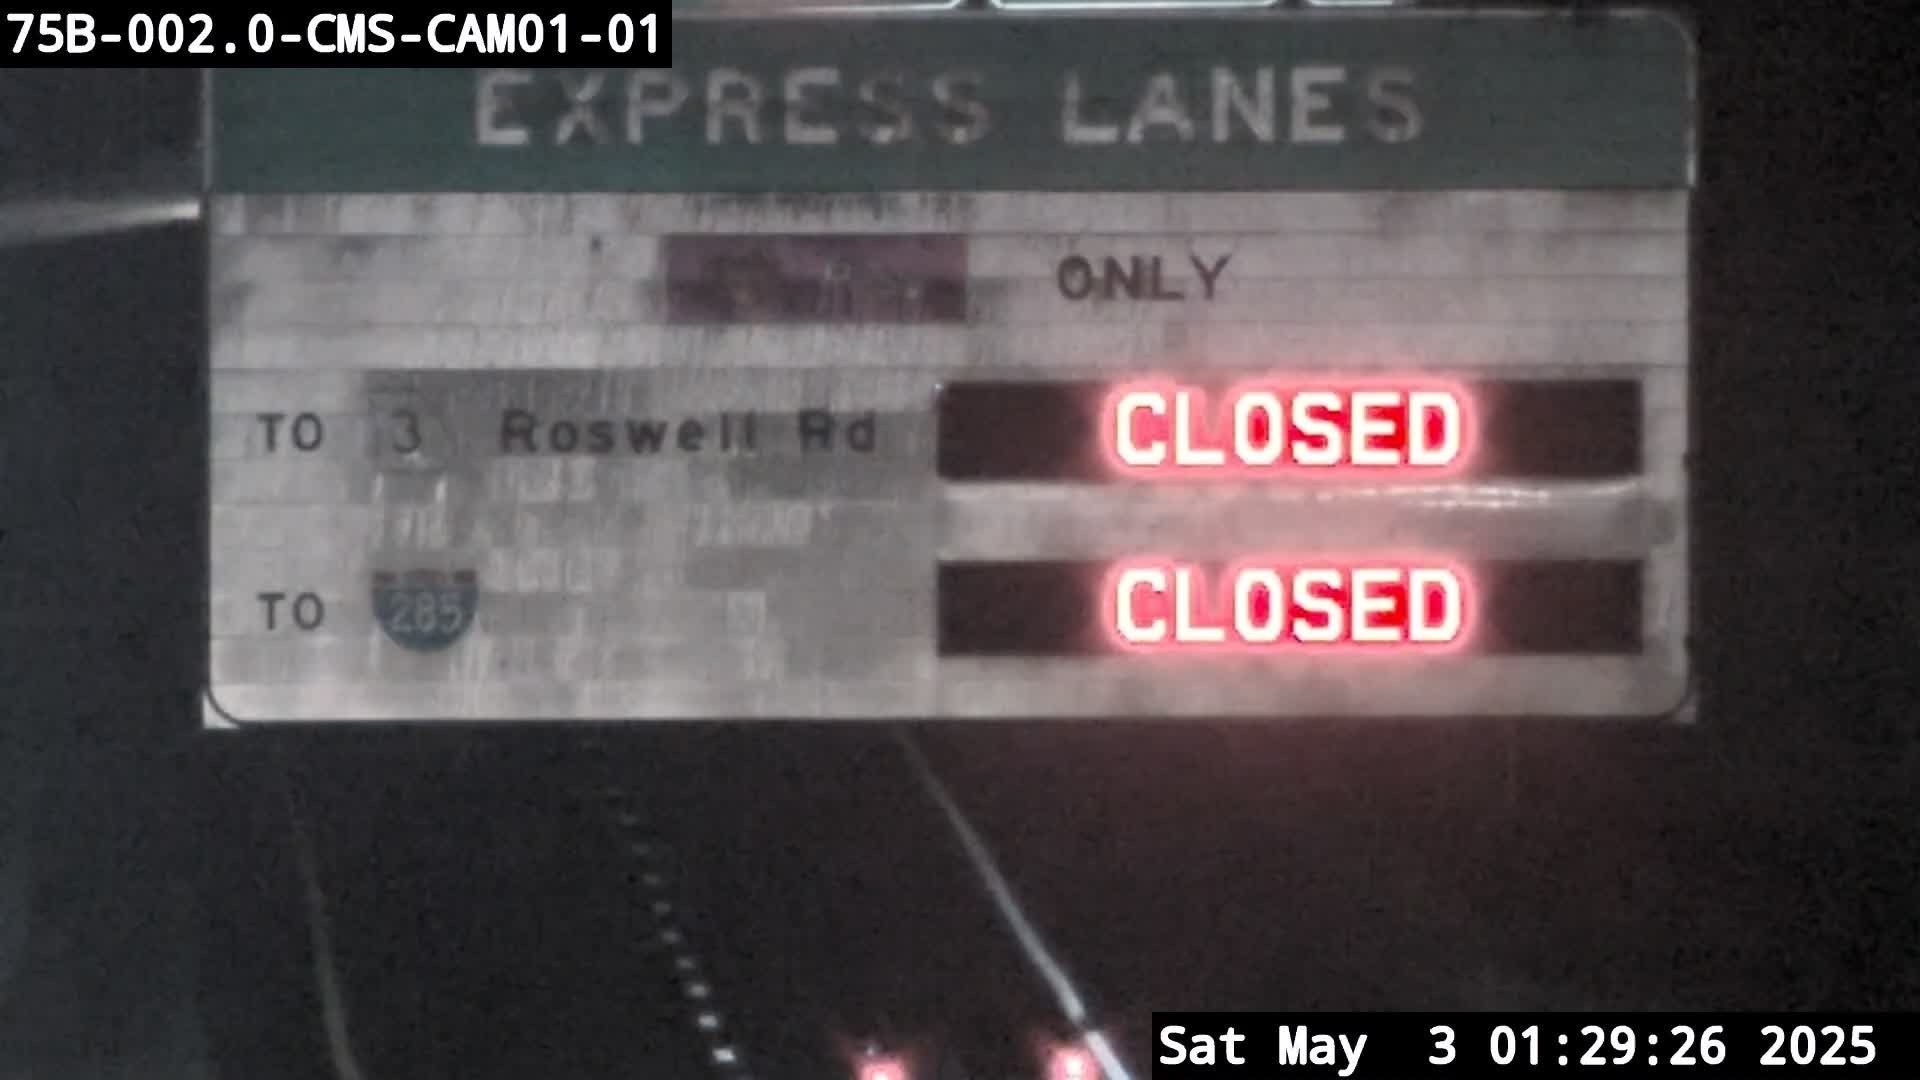 75B-002.0-CMS-CAM01-01
EXPRESS LANES
ONLY
TO 3 Roswell Rd CLOSED
TO 285 CLOSED
Sat May 3 01:29:26 2025